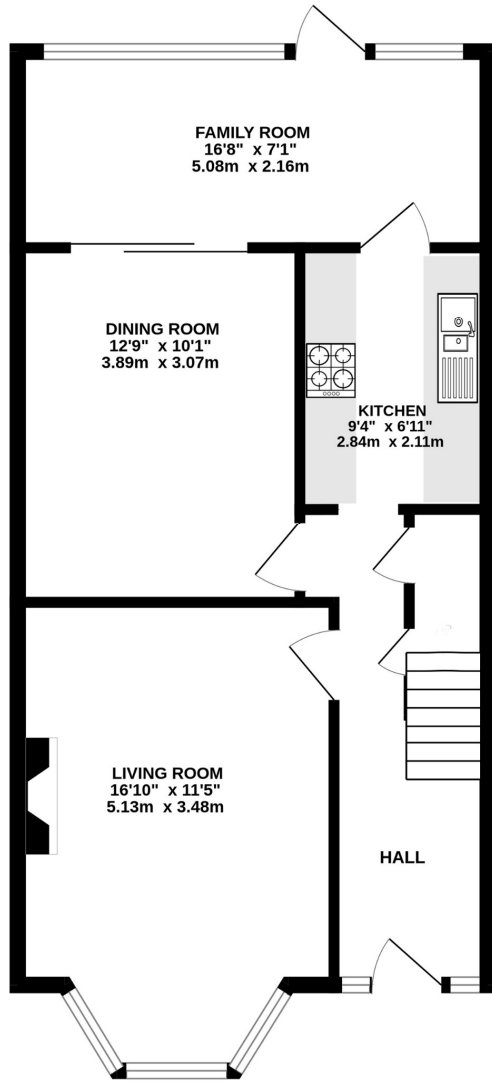 FAMILY ROOM
16'8" x 7'1"
5.08m x 2.16m
DINING ROOM
12'9" x 10'1"
3.89m x 3.07m
KITCHEN
9'4" x 6'11"
2.84m x 2.11m
LIVING ROOM
16'10" x 11'5"
5.13m x 3.48m
HALL